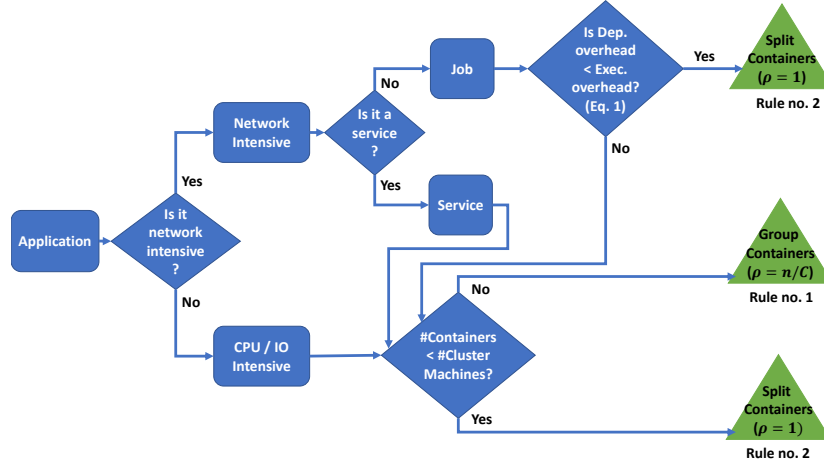 Application
Is it
network
intensive
?
Yes
No
Network
Intensive
CPU / IO
Intensive
Is it a
service
?
No
Yes
Job
Service
Is Dep.
overhead
< Exec.
overhead?
(Eq. 1)
Yes
No
#Containers
< #Cluster
Machines?
No
Yes
Split
Containers
(ρ = 1)
Rule no. 2
Group
Containers
(ρ = n/C)
Rule no. 1
Split
Containers
(ρ = 1)
Rule no. 2